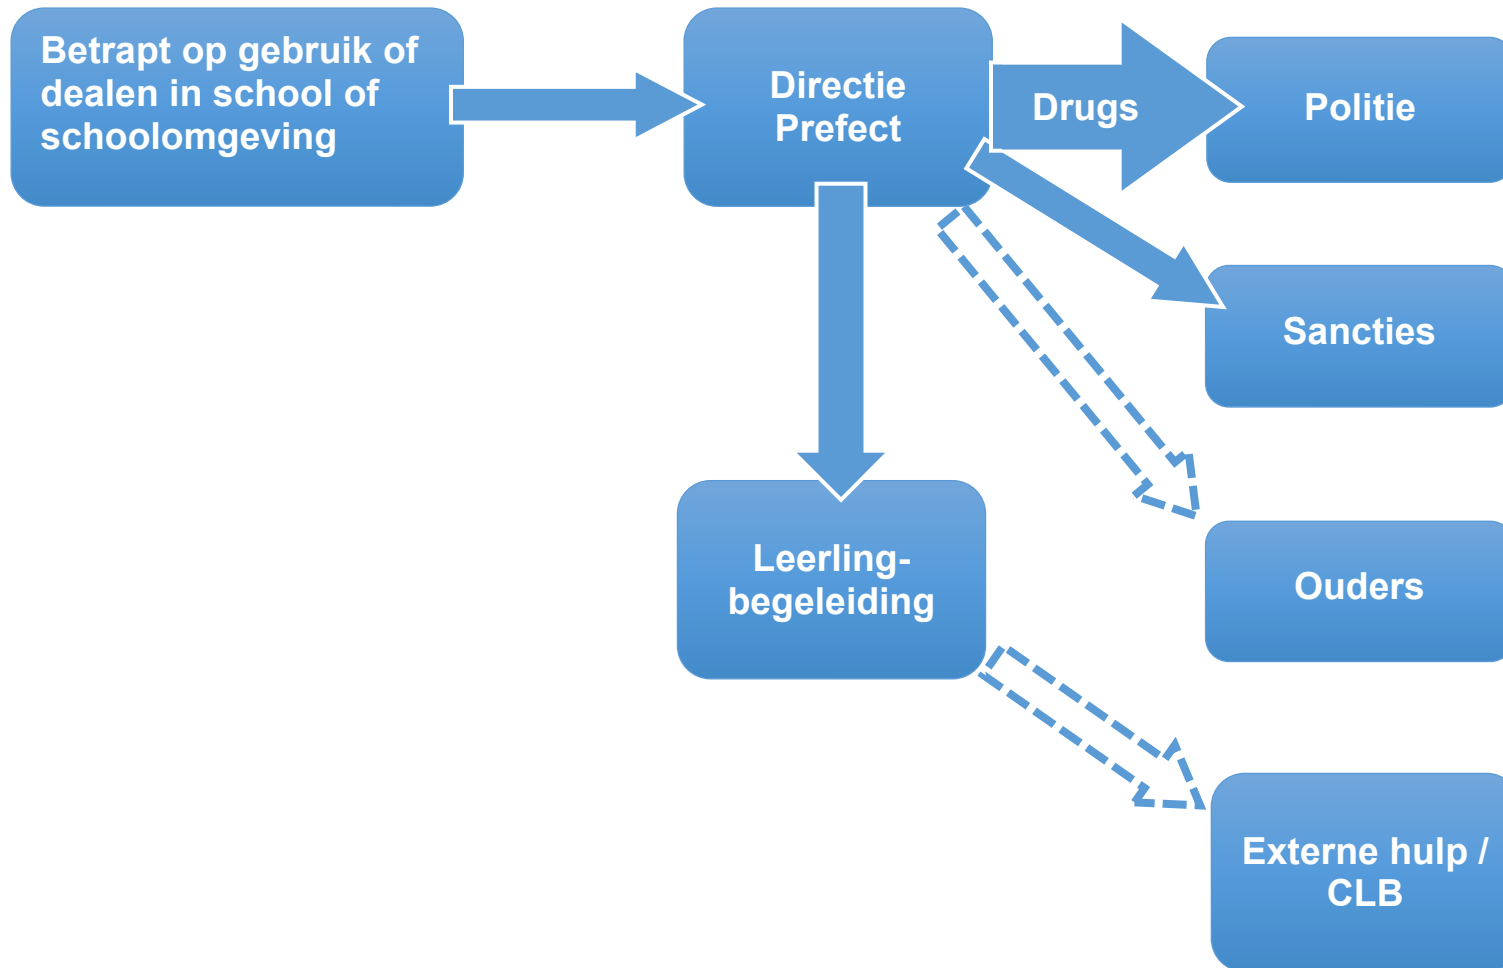 Betrapt op gebruik of
dealen in school of
schoolomgeving
Directie
Prefect
Drugs
Politie
Sancties
Leerling-
begeleiding
Ouders
Externe hulp /
CLB